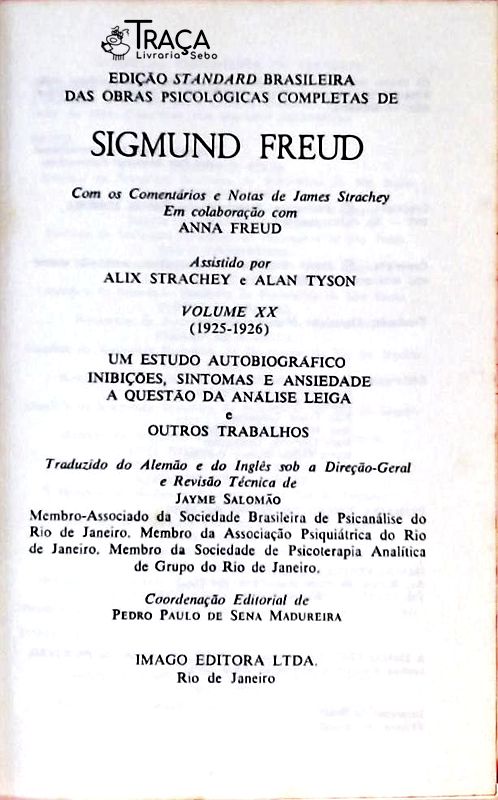 TRAÇA
Livraria Sebo
EDIÇÃO STANDARD BRASILEIRA
DAS OBRAS PSICOLÓGICAS COMPLETAS DE
SIGMUND FREUD
Com os Comentários e Notas de James Strachey
Em colaboração com
ANNA FREUD
Assistido por
ALIX STRACHEY e ALAN TYSON
VOLUME XX
(1925-1926)
UM ESTUDO AUTOBIOGRÁFICO
INIBIÇÕES, SINTOMAS E ANSIEDADE
A QUESTÃO DA ANÁLISE LEIGA
e
OUTROS TRABALHOS
Traduzido do Alemão e do Inglês sob a Direção-Geral
e Revisão Técnica de
JAYME SALOMÃO
Membro-Associado da Sociedade Brasileira de Psicanálise do
Rio de Janeiro. Membro da Associação Psiquiátrica do Rio
de Janeiro. Membro da Sociedade de Psicoterapia Analítica
de Grupo do Rio de Janeiro.
Coordenação Editorial de
PEDRO PAULO DE SENA MADUREIRA
IMAGO EDITORA LTDA.
Rio de Janeiro